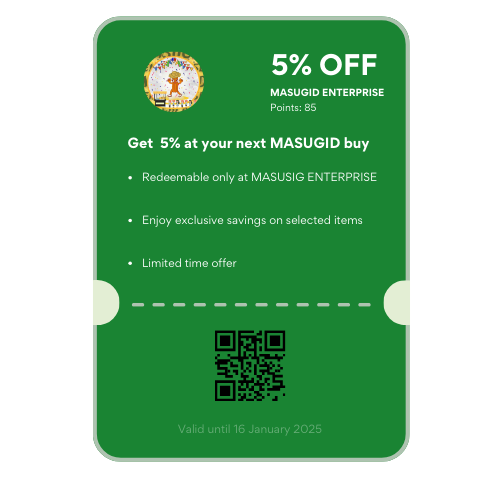 5% OFF
MASUGID ENTERPRISE
Points: 85
Get 5% at your next MASUGID buy
• Redeemable only at MASUSIG ENTERPRISE
• Enjoy exclusive savings on selected items
• Limited time offer
Valid until 16 January 2025